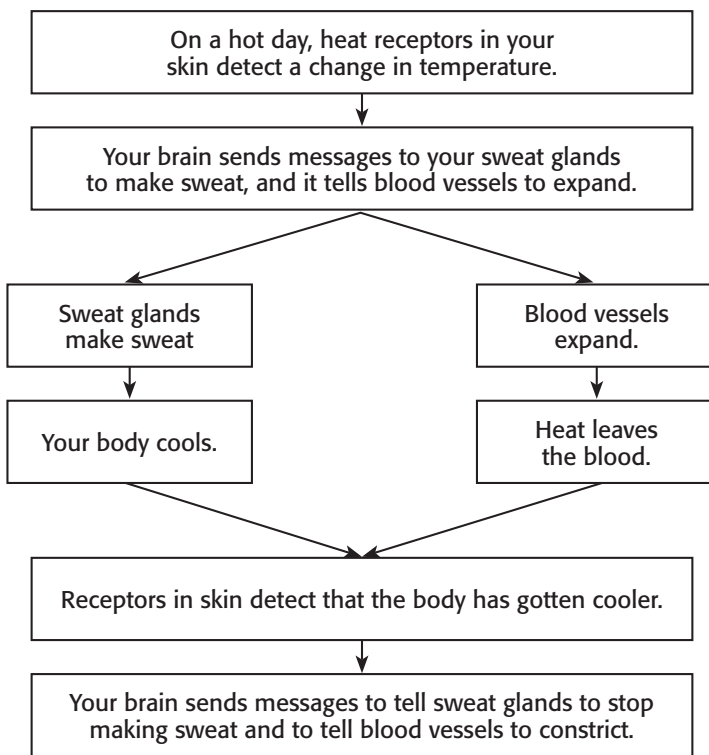 On a hot day, heat receptors in your
skin detect a change in temperature.
Your brain sends messages to your sweat glands
to make sweat, and it tells blood vessels to expand.
Sweat glands
make sweat
Blood vessels
expand.
Your body cools.
Heat leaves
the blood.
Receptors in skin detect that the body has gotten cooler.
Your brain sends messages to tell sweat glands to stop
making sweat and to tell blood vessels to constrict.